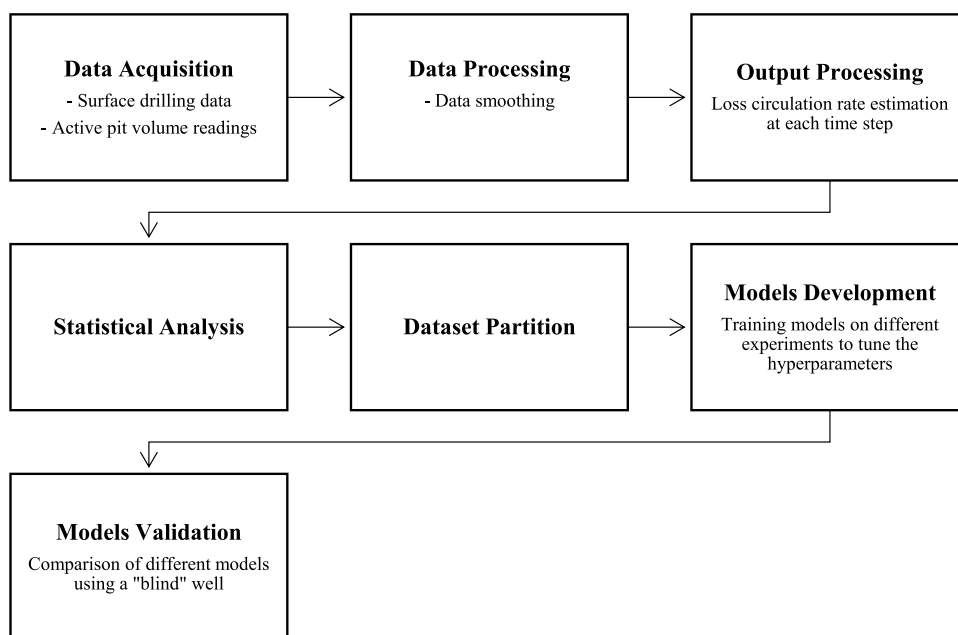 Data Acquisition
- Surface drilling data
- Active pit volume readings
Data Processing
- Data smoothing
Output Processing
Loss circulation rate estimation
at each time step
Statistical Analysis
Dataset Partition
Models Development
Training models on different
experiments to tune the
hyperparameters
Models Validation
Comparison of different models
using a "blind" well